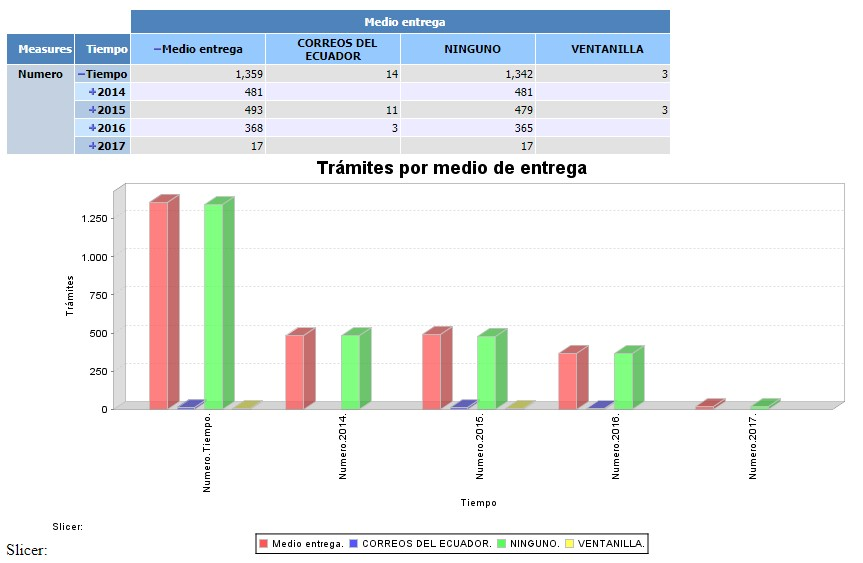 Medio entrega
Measures Tiempo −Medio entrega CORREOS DEL ECUADOR NINGUNO VENTANILLA
Numero −Tiempo 1,359 14 1,342 3
+2014 481 481
+2015 493 11 479 3
+2016 368 3 365
+2017 17 17
Trámites por medio de entrega
1.250
1.000
750
500
250
0
Trámites
Numero.Tiempo.
Numero.2014.
Numero.2015.
Numero.2016.
Numero.2017.
Tiempo
Slicer:
Medio entrega. CORREOS DEL ECUADOR. NINGUNO. VENTANILLA.
Slicer: